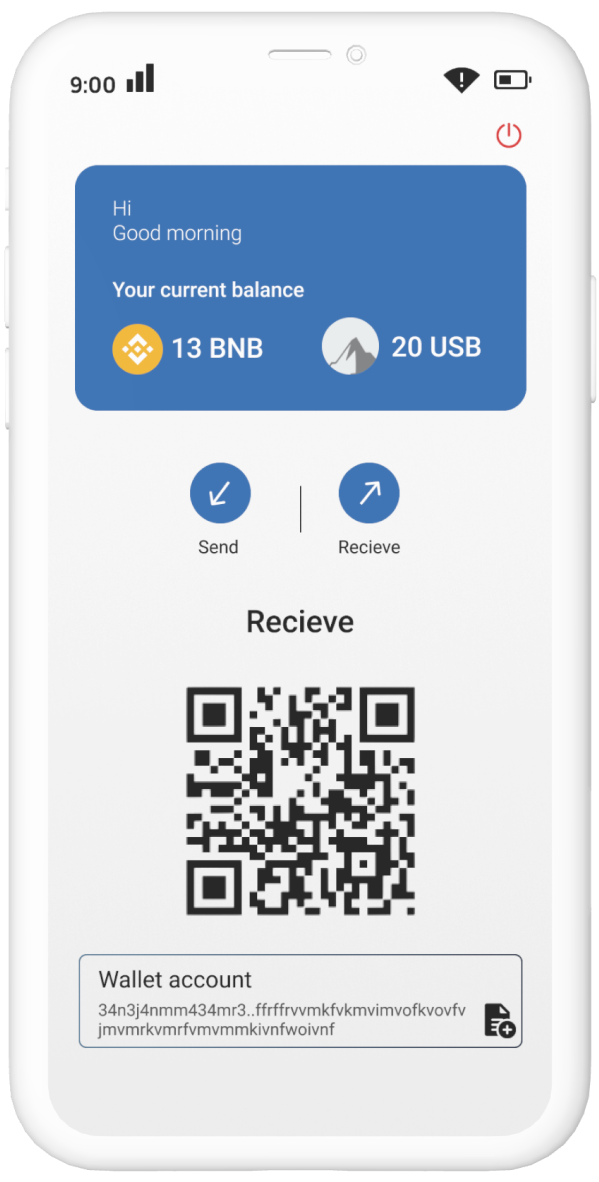 9:00
Hi
Good morning
Your current balance
13 BNB
20 USB
Send
Recieve
Recieve
Wallet account
34n3j4nmm434mr3..ffrffrvvmkfvkmvimvofkvovfv
jmvmrkvmrfvmvmmkivnfwoivnf